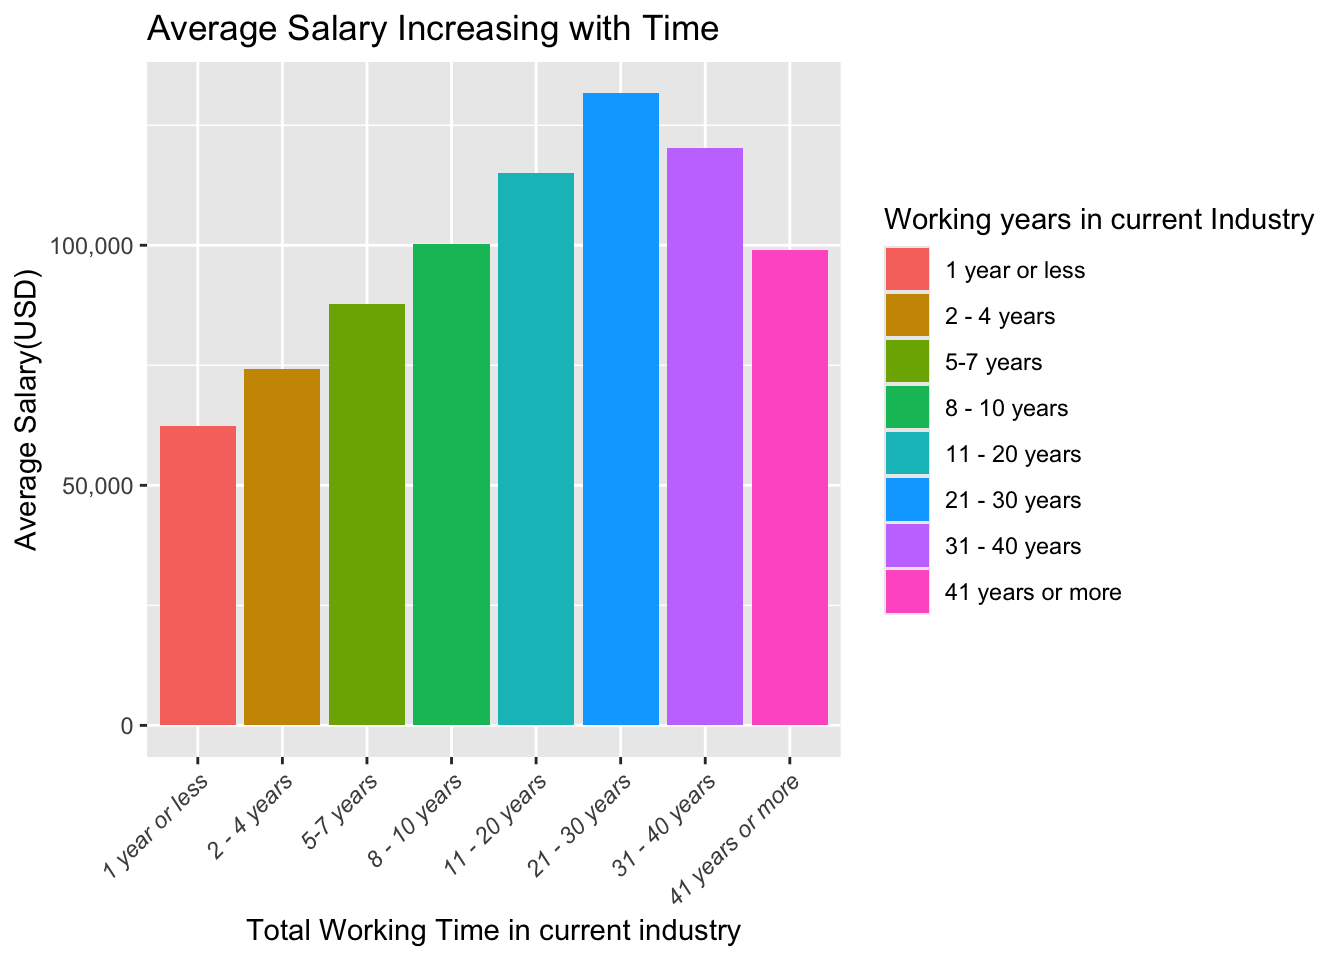 Average Salary Increasing with Time
Average Salary(USD)
100,000
50,000
0
1 year or less
2 - 4 years
5-7 years
8 - 10 years
11 - 20 years
21 - 30 years
31 - 40 years
41 years or more
Total Working Time in current industry
Working years in current Industry
1 year or less
2 - 4 years
5-7 years
8 - 10 years
11 - 20 years
21 - 30 years
31 - 40 years
41 years or more